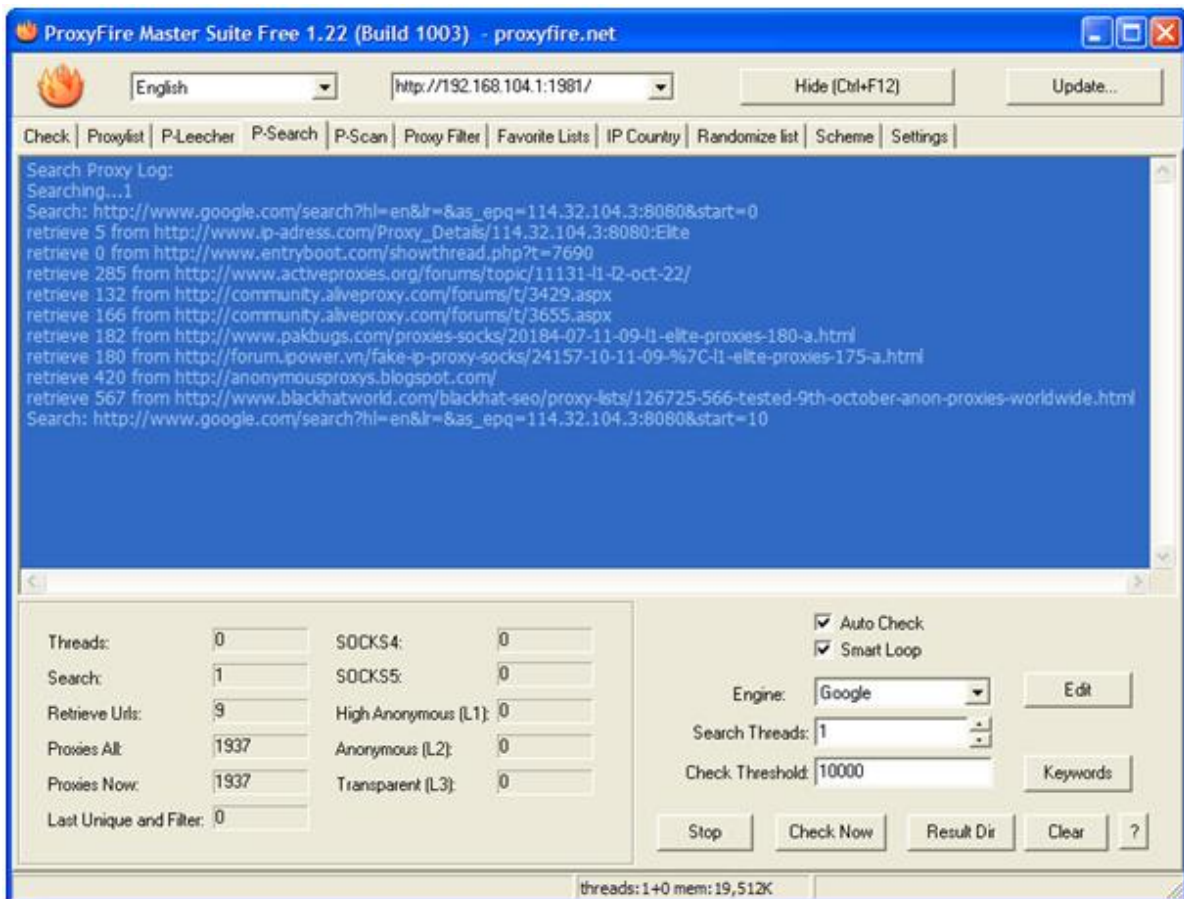 ProxyFire Master Suite Free 1.22 (Build 1003) - proxyfire.net
English http://192.168.104.1:1981/ Hide (Ctrl+F12) Update...
Check Proxylist P-Leecher P-Search P-Scan Proxy Filter Favorite Lists IP Country Randomize list Scheme Settings
Search Proxy Log:
Searching...1
Search: http://www.google.com/search?hl=en&lr=&as_epq=114.32.104.3:8080&start=0
retrieve 5 from http://www.ip-adress.com/Proxy_Details/114.32.104.3:8080:Elite
retrieve 0 from http://www.entryboot.com/showthread.php?t=7690
retrieve 285 from http://www.activeproxies.org/forums/topic/11131-l1-l2-oct-22/
retrieve 132 from http://community.aliveproxy.com/forums/t/3429.aspx
retrieve 166 from http://community.aliveproxy.com/forums/t/3655.aspx
retrieve 182 from http://www.pakbugs.com/proxies-socks/20184-07-11-09-l1-elite-proxies-180-a.html
retrieve 180 from http://forum.ipower.vn/fake-ip-proxy-socks/24157-10-11-09-%7C-l1-elite-proxies-175-a.html
retrieve 420 from http://anonymousproxys.blogspot.com/
retrieve 567 from http://www.blackhatworld.com/blackhat-seo/proxy-lists/126725-566-tested-9th-october-anon-proxies-worldwide.html
Search: http://www.google.com/search?hl=en&lr=&as_epq=114.32.104.3:8080&start=10
Threads: 0 SOCKS4: 0
Search: 1 SOCKS5: 0
Retrieve Urls: 9 High Anonymous (L1): 0
Proxies All: 1937 Anonymous (L2): 0
Proxies Now: 1937 Transparent (L3): 0
Last Unique and Filter: 0
Auto Check
Smart Loop
Engine: Google Edit
Search Threads: 1
Check Threshold: 10000 Keywords
Stop Check Now Result Dir Clear ?
threads:1+0 mem:19,512K